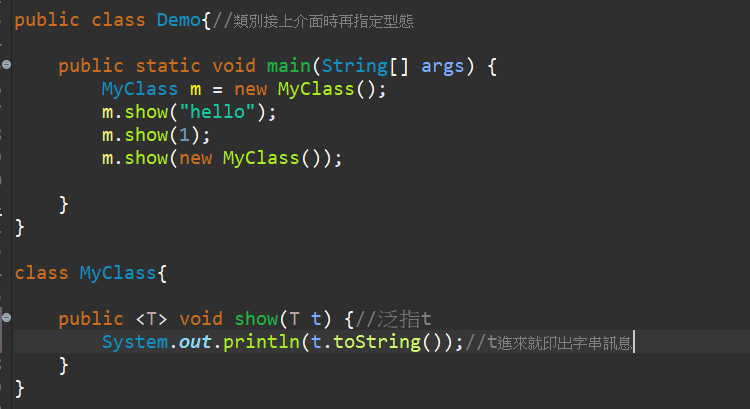 public class Demo{//類別接上介面時再指定型態
public static void main(String[] args) {
MyClass m = new MyClass();
m.show("hello");
m.show(1);
m.show(new MyClass());
}
}
class MyClass{
public <T> void show(T t) {//泛指t
System.out.println(t.toString());//t進來就印出字串訊息
}
}